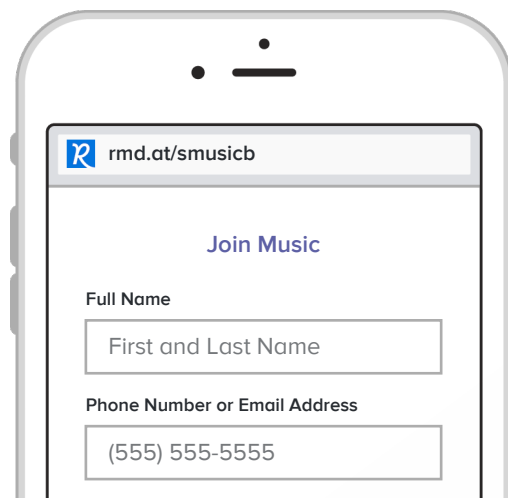 rmd.at/smusicb
Join Music
Full Name
First and Last Name
Phone Number or Email Address
(555) 555-5555